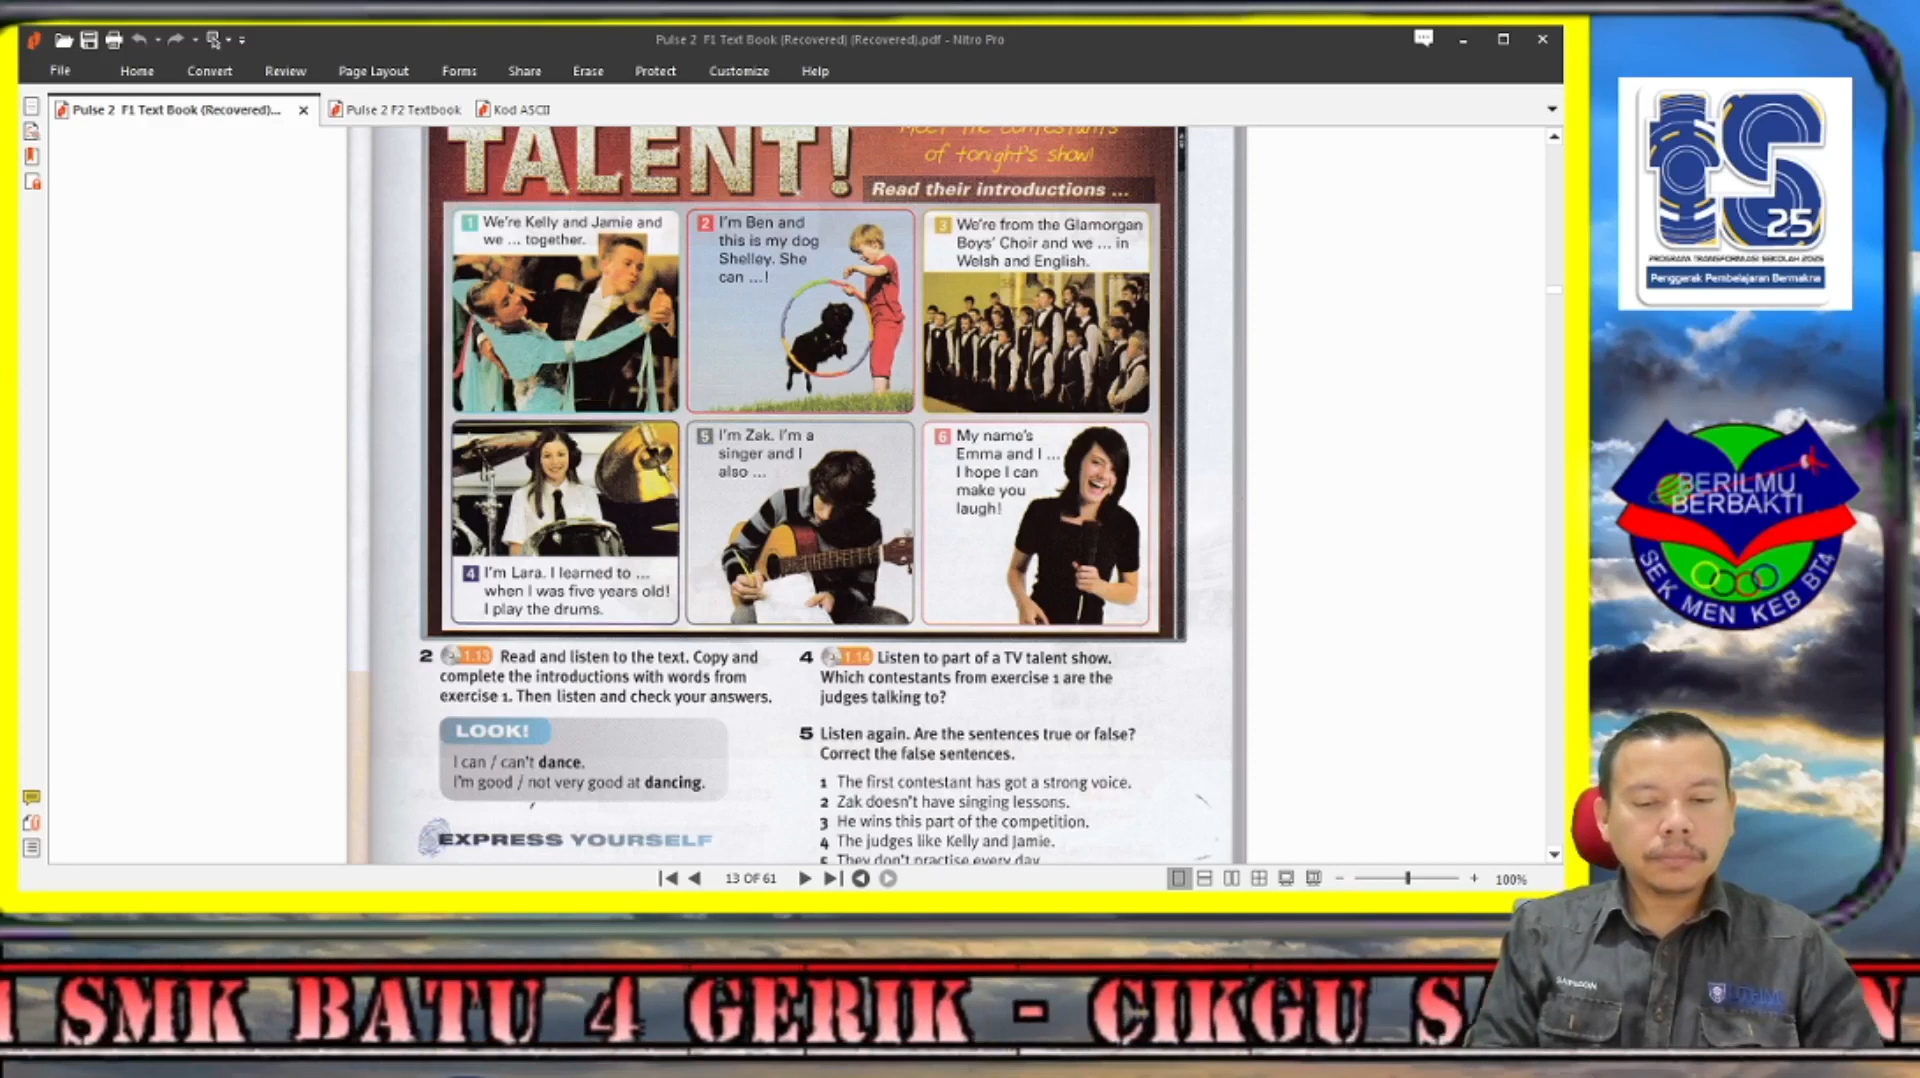 Pulse 2 F1 Text Book (Recovered) (Recovered).pdf - Nitro Pro
File Home Convert Review Page Layout Forms Share Erase Protect Customize Help
Pulse 2 F1 Text Book (Recovered)...
Pulse 2 F2 Textbook
Kod ASCII
TALENT!
Meet the contestants
of tonight's show!
Read their introductions ...
1 We're Kelly and Jamie and
we ... together.
2 I'm Ben and
this is my dog
Shelley. She
can ...!
3 We're from the Glamorgan
Boys' Choir and we ... in
Welsh and English.
4 I'm Lara. I learned to ...
when I was five years old!
I play the drums.
5 I'm Zak. I'm a
singer and I
also ...
6 My name's
Emma and I ...
I hope I can
make you
laugh!
2 1.13 Read and listen to the text. Copy and
complete the introductions with words from
exercise 1. Then listen and check your answers.
LOOK!
I can / can't dance.
I'm good / not very good at dancing.
EXPRESS YOURSELF
4 1.14 Listen to part of a TV talent show.
Which contestants from exercise 1 are the
judges talking to?
5 Listen again. Are the sentences true or false?
Correct the false sentences.
1 The first contestant has got a strong voice.
2 Zak doesn't have singing lessons.
3 He wins this part of the competition.
4 The judges like Kelly and Jamie.
5 They don't practise every day
13 OF 61
100%
tS
25
PROGRAM TRANSFORMASI SEKOLAH 2025
Penggerak Pembelajaran Bermakna
BERILMU
BERBAKTI
SEK MEN KEB BT4
SMK BATU 4 GERIK - CIKGU S